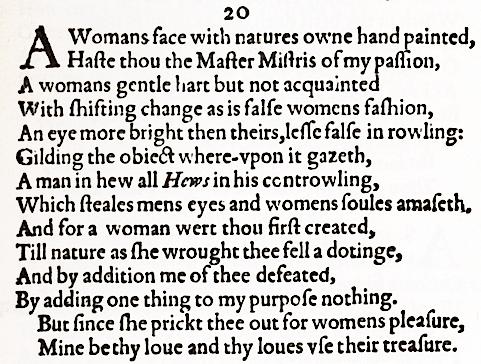 20
A Womans face with natures owne hand painted,
Haſte thou the Maſter Miſtris of my paſſion,
A womans gentle hart but not acquainted
With ſhifting change as is falſe womens faſhion,
An eye more bright then theirs,leſſe falſe in rowling:
Gilding the obiect where-vpon it gazeth,
A man in hew all Hews in his controwling,
Which ſteales mens eyes and womens ſoules amaſeth.
And for a woman wert thou firſt created,
Till nature as ſhe wrought thee fell a dotinge,
And by addition me of thee defeated,
By adding one thing to my purpoſe nothing.
But ſince ſhe prickt thee out for womens pleaſure,
Mine be thy loue and thy loues vſe their treaſure.